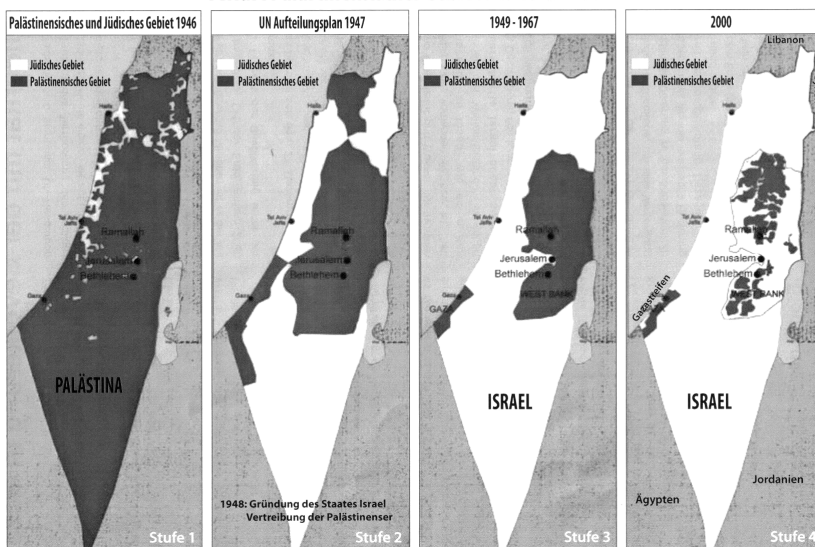 Palästinensisches und Jüdisches Gebiet 1946
Jüdisches Gebiet
Palästinensisches Gebiet
Haifa
Tel Aviv
Jaffa
Ramallah
Jerusalem
Bethlehem
Gaza
PALÄSTINA
Stufe 1
UN Aufteilungsplan 1947
Jüdisches Gebiet
Palästinensisches Gebiet
Haifa
Tel Aviv
Jaffa
Ramallah
Jerusalem
Bethlehem
Gaza
1948: Gründung des Staates Israel
Vertreibung der Palästinenser
Stufe 2
1949 - 1967
Jüdisches Gebiet
Palästinensisches Gebiet
Haifa
Tel Aviv
Jaffa
Ramallah
Jerusalem
Bethlehem
Gaza
GAZA
WEST BANK
ISRAEL
Stufe 3
2000
Libanon
Jüdisches Gebiet
Palästinensisches Gebiet
Haifa
Tel Aviv
Jaffa
Ramallah
Jerusalem
Bethlehem
Gazastreifen
WEST BANK
ISRAEL
Jordanien
Ägypten
Stufe 4